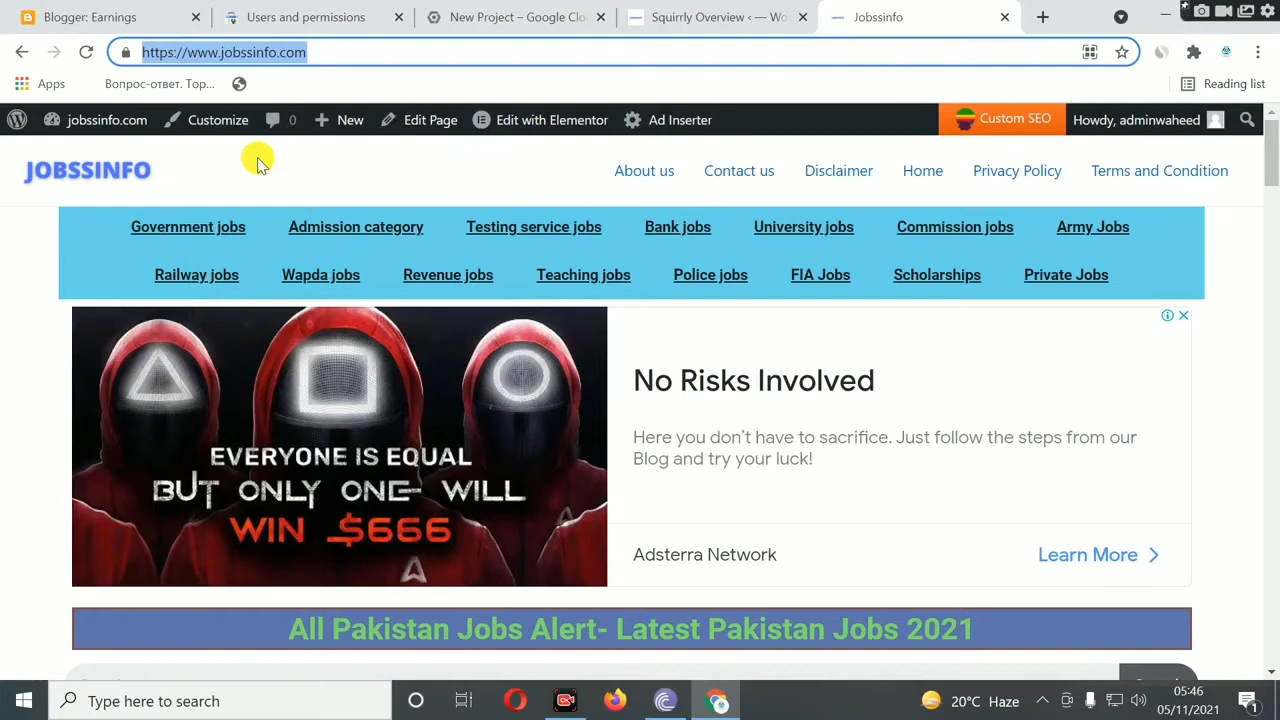 Blogger: Earnings
Users and permissions
New Project – Google Clo
Squirrly Overview ‹ — Wo
Jobssinfo
https://www.jobssinfo.com
Apps
Вопрос-ответ. Тор...
Reading list
jobssinfo.com
Customize
0
New
Edit Page
Edit with Elementor
Ad Inserter
Custom SEO
Howdy, adminwaheed
JOBSSINFO
About us
Contact us
Disclaimer
Home
Privacy Policy
Terms and Condition
Government jobs
Admission category
Testing service jobs
Bank jobs
University jobs
Commission jobs
Army Jobs
Railway jobs
Wapda jobs
Revenue jobs
Teaching jobs
Police jobs
FIA Jobs
Scholarships
Private Jobs
EVERYONE IS EQUAL
BUT ONLY ONE WILL
WIN $666
No Risks Involved
Here you don't have to sacrifice. Just follow the steps from our
Blog and try your luck!
Adsterra Network
Learn More
All Pakistan Jobs Alert- Latest Pakistan Jobs 2021
Type here to search
20°C Haze
05:46
05/11/2021
1